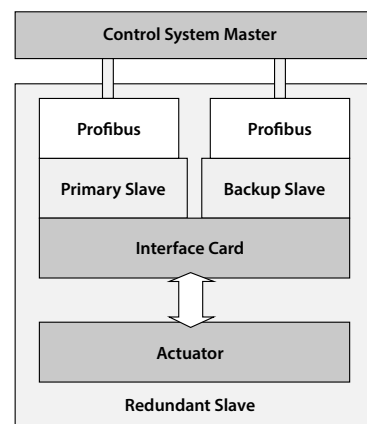 Control System Master
Profibus
Profibus
Primary Slave
Backup Slave
Interface Card
Actuator
Redundant Slave